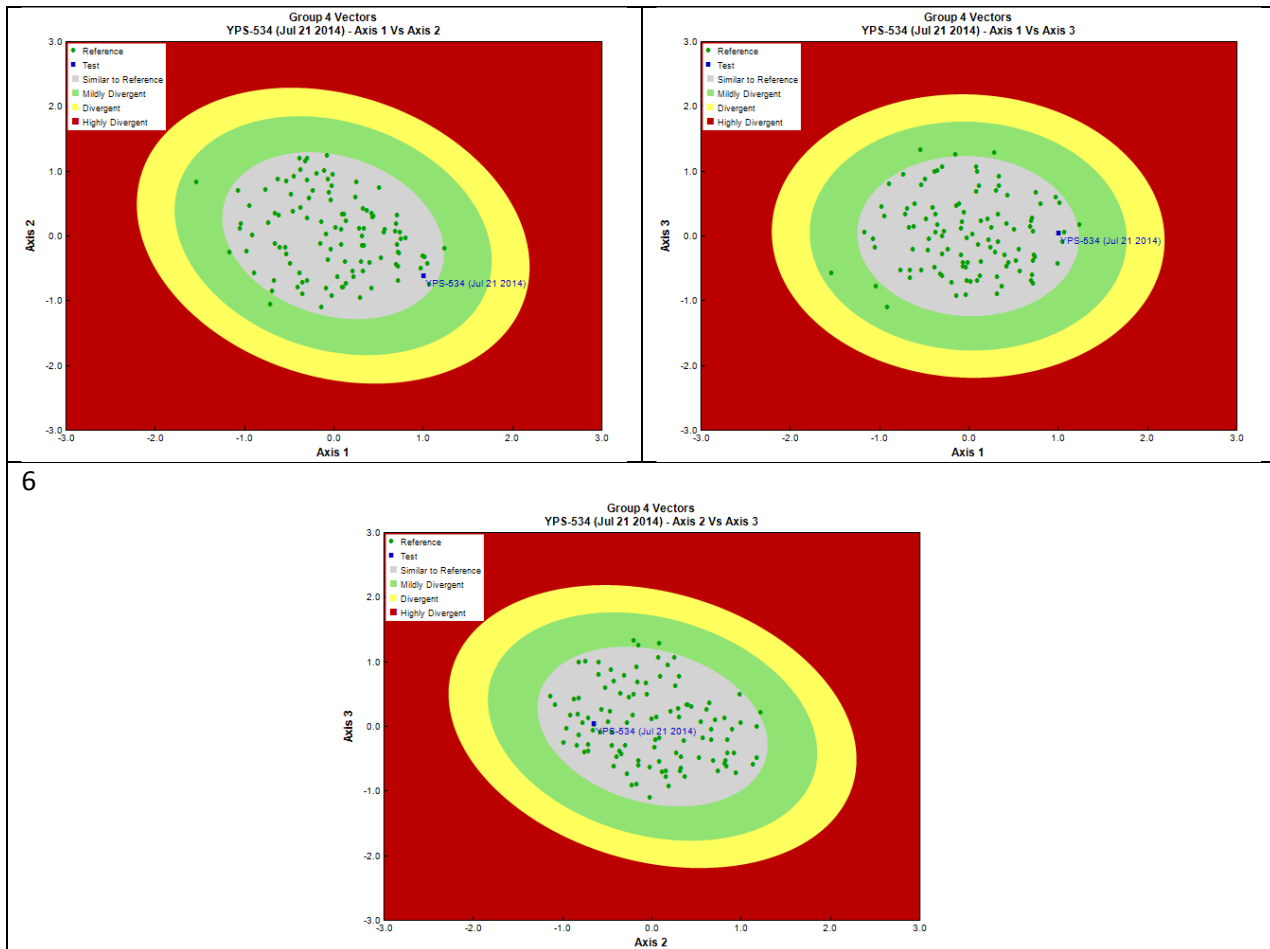 Group 4 Vectors
YPS-534 (Jul 21 2014) - Axis 1 Vs Axis 2
3.0
2.0
1.0
0.0
-1.0
-2.0
-3.0
Axis 2
Reference
Test
Similar to Reference
Mildly Divergent
Divergent
Highly Divergent
YPS-534 (Jul 21 2014)
-3.0 -2.0 -1.0 0.0 1.0 2.0 3.0
Axis 1
Group 4 Vectors
YPS-534 (Jul 21 2014) - Axis 1 Vs Axis 3
3.0
2.0
1.0
0.0
-1.0
-2.0
-3.0
Axis 3
Reference
Test
Similar to Reference
Mildly Divergent
Divergent
Highly Divergent
YPS-534 (Jul 21 2014)
-3.0 -2.0 -1.0 0.0 1.0 2.0 3.0
Axis 1
6
Group 4 Vectors
YPS-534 (Jul 21 2014) - Axis 2 Vs Axis 3
3.0
2.0
1.0
0.0
-1.0
-2.0
-3.0
Axis 3
Reference
Test
Similar to Reference
Mildly Divergent
Divergent
Highly Divergent
YPS-534 (Jul 21 2014)
-3.0 -2.0 -1.0 0.0 1.0 2.0 3.0
Axis 2